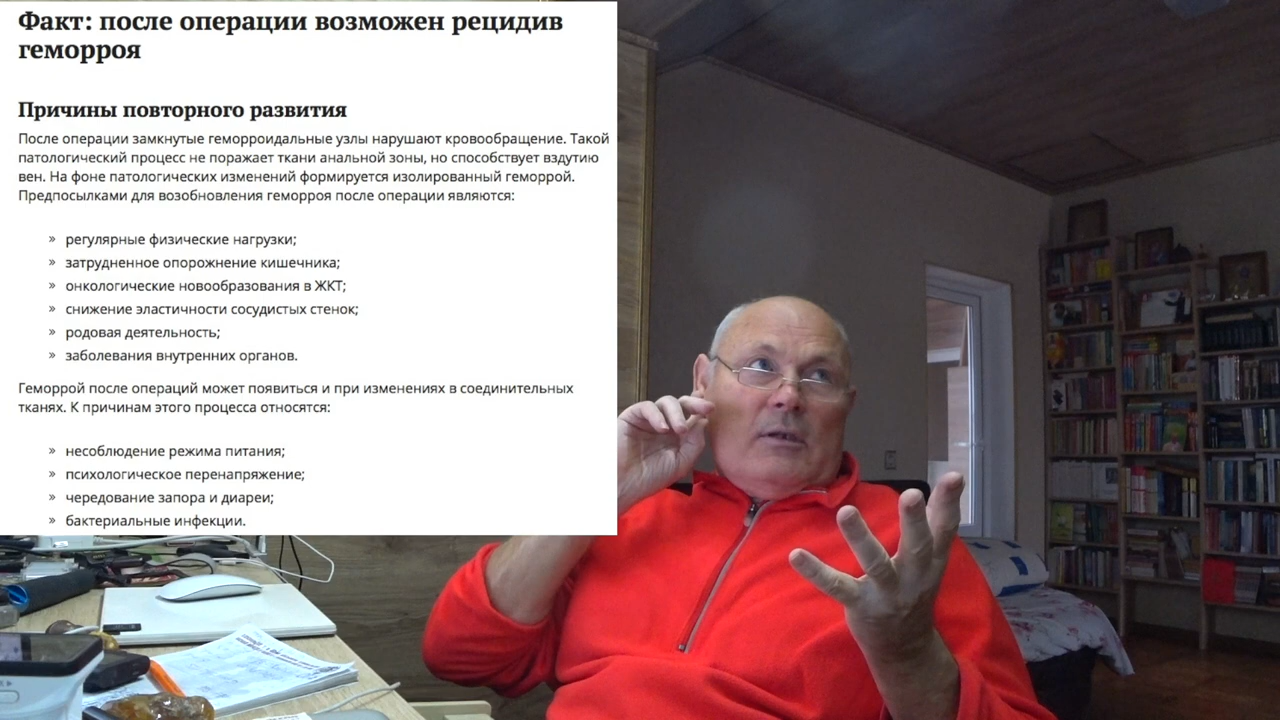 Факт: после операции возможен рецидив
геморроя
Причины повторного развития
После операции замкнутые геморроидальные узлы нарушают кровообращение. Такой
патологический процесс не поражает ткани анальной зоны, но способствует вздутию
вен. На фоне патологических изменений формируется изолированный геморрой.
Предпосылками для возобновления геморроя после операции являются:
» регулярные физические нагрузки;
» затрудненное опорожнение кишечника;
» онкологические новообразования в ЖКТ;
» снижение эластичности сосудистых стенок;
» родовая деятельность;
» заболевания внутренних органов.
Геморрой после операций может появиться и при изменениях в соединительных
тканях. К причинам этого процесса относятся:
» несоблюдение режима питания;
» психологическое перенапряжение;
» чередование запора и диареи;
» бактериальные инфекции.